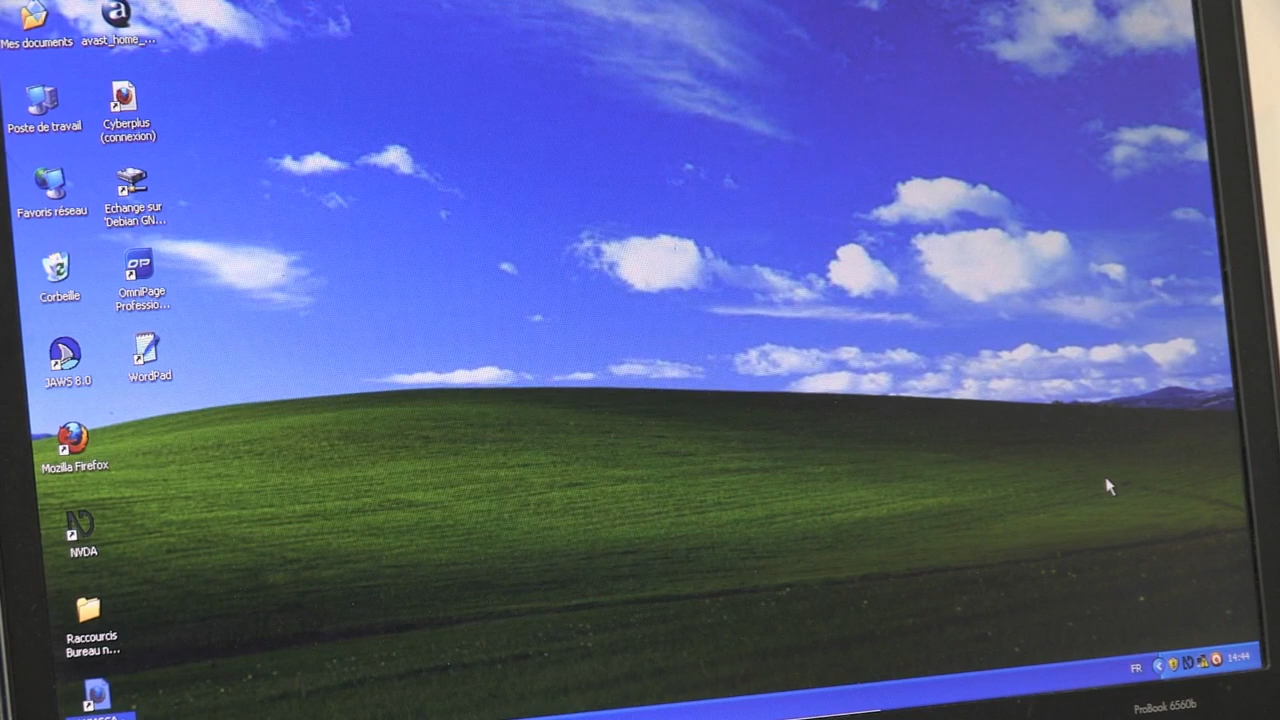 Mes documents
avast_home_...
Poste de travail
Cyberplus
(connexion)
Favoris réseau
Echange sur
'Debian GN...
Corbeille
OmniPage
Professio...
JAWS 8.0
WordPad
Mozilla Firefox
NVDA
Raccourcis
Bureau n...
FR
14:44
ProBook 6560b